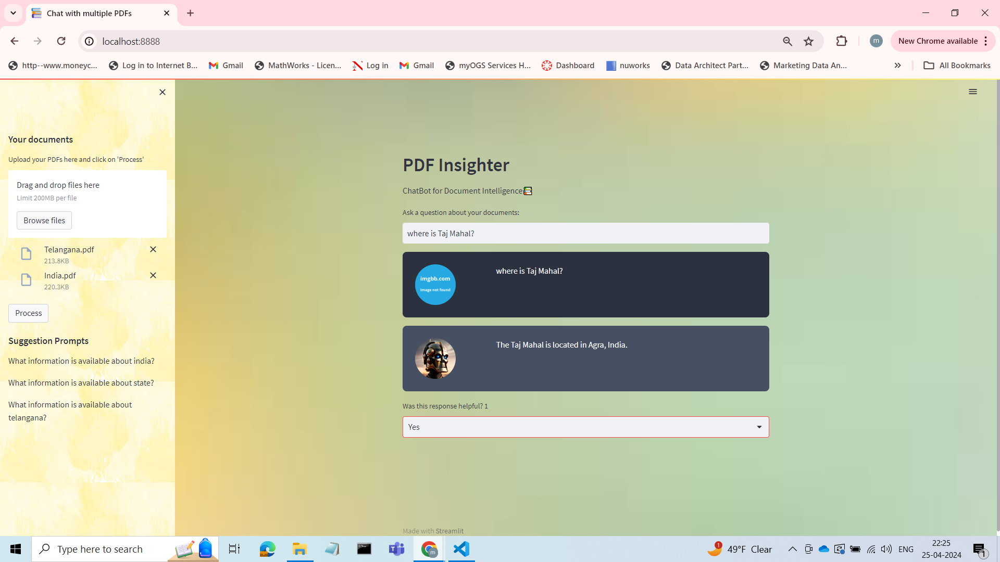 Chat with multiple PDFs
localhost:8888
m
New Chrome available
http--www.moneyc...
Log in to Internet B...
Gmail
MathWorks - Licen...
Log in
Gmail
myOGS Services H...
Dashboard
nuworks
Data Architect Part...
Marketing Data An...
All Bookmarks
Your documents
Upload your PDFs here and click on 'Process'
Drag and drop files here
Limit 200MB per file
Browse files
Telangana.pdf
213.8KB
India.pdf
220.3KB
Process
Suggestion Prompts
What information is available about india?
What information is available about state?
What information is available about
telangana?
PDF Insighter
ChatBot for Document Intelligence
Ask a question about your documents:
where is Taj Mahal?
imgbb.com
image not found
where is Taj Mahal?
The Taj Mahal is located in Agra, India.
Was this response helpful? 1
Yes
Made with Streamlit
Type here to search
m
1
49°F Clear
ENG
22:25
25-04-2024
1